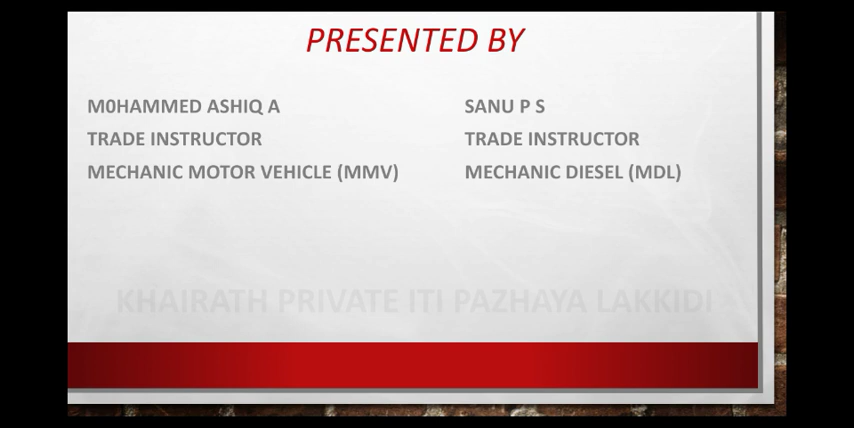 PRESENTED BY
M0HAMMED ASHIQ A
TRADE INSTRUCTOR
MECHANIC MOTOR VEHICLE (MMV)
SANU P S
TRADE INSTRUCTOR
MECHANIC DIESEL (MDL)
KHAIRATH PRIVATE ITI PAZHAYA LAKKIDI